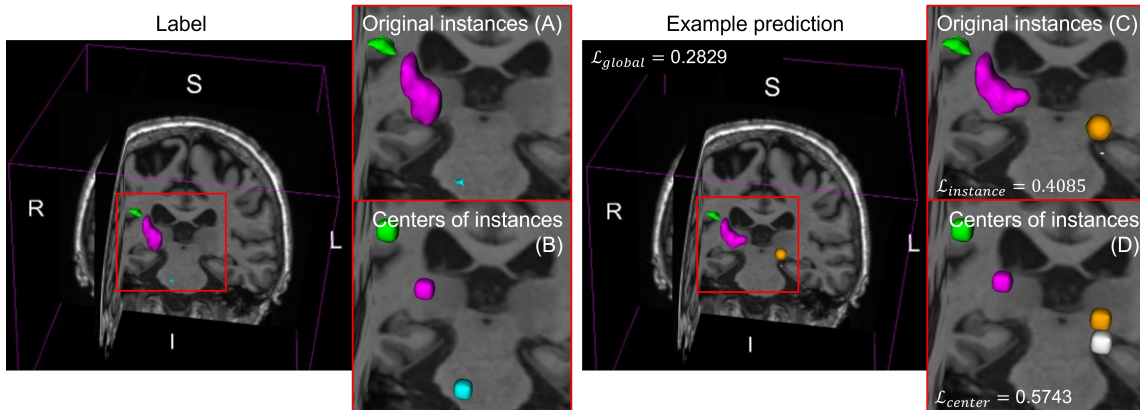 Label
S
R
L
I
Original instances (A)
Centers of instances
(B)
Example prediction
ℒ_global = 0.2829
S
R
L
I
Original instances (C)
ℒ_instance = 0.4085
Centers of instances
(D)
ℒ_center = 0.5743